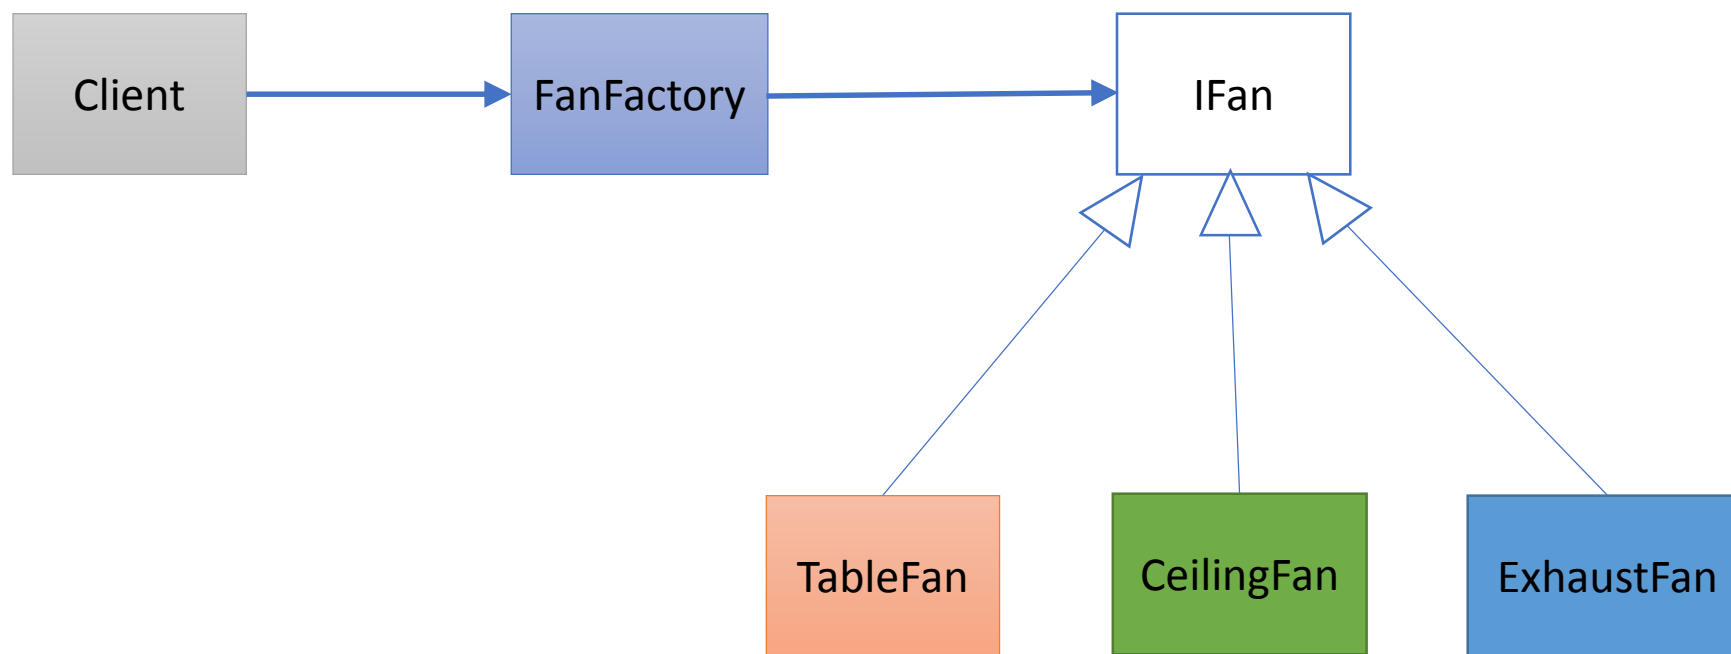 Client
FanFactory
IFan
TableFan
CeilingFan
ExhaustFan